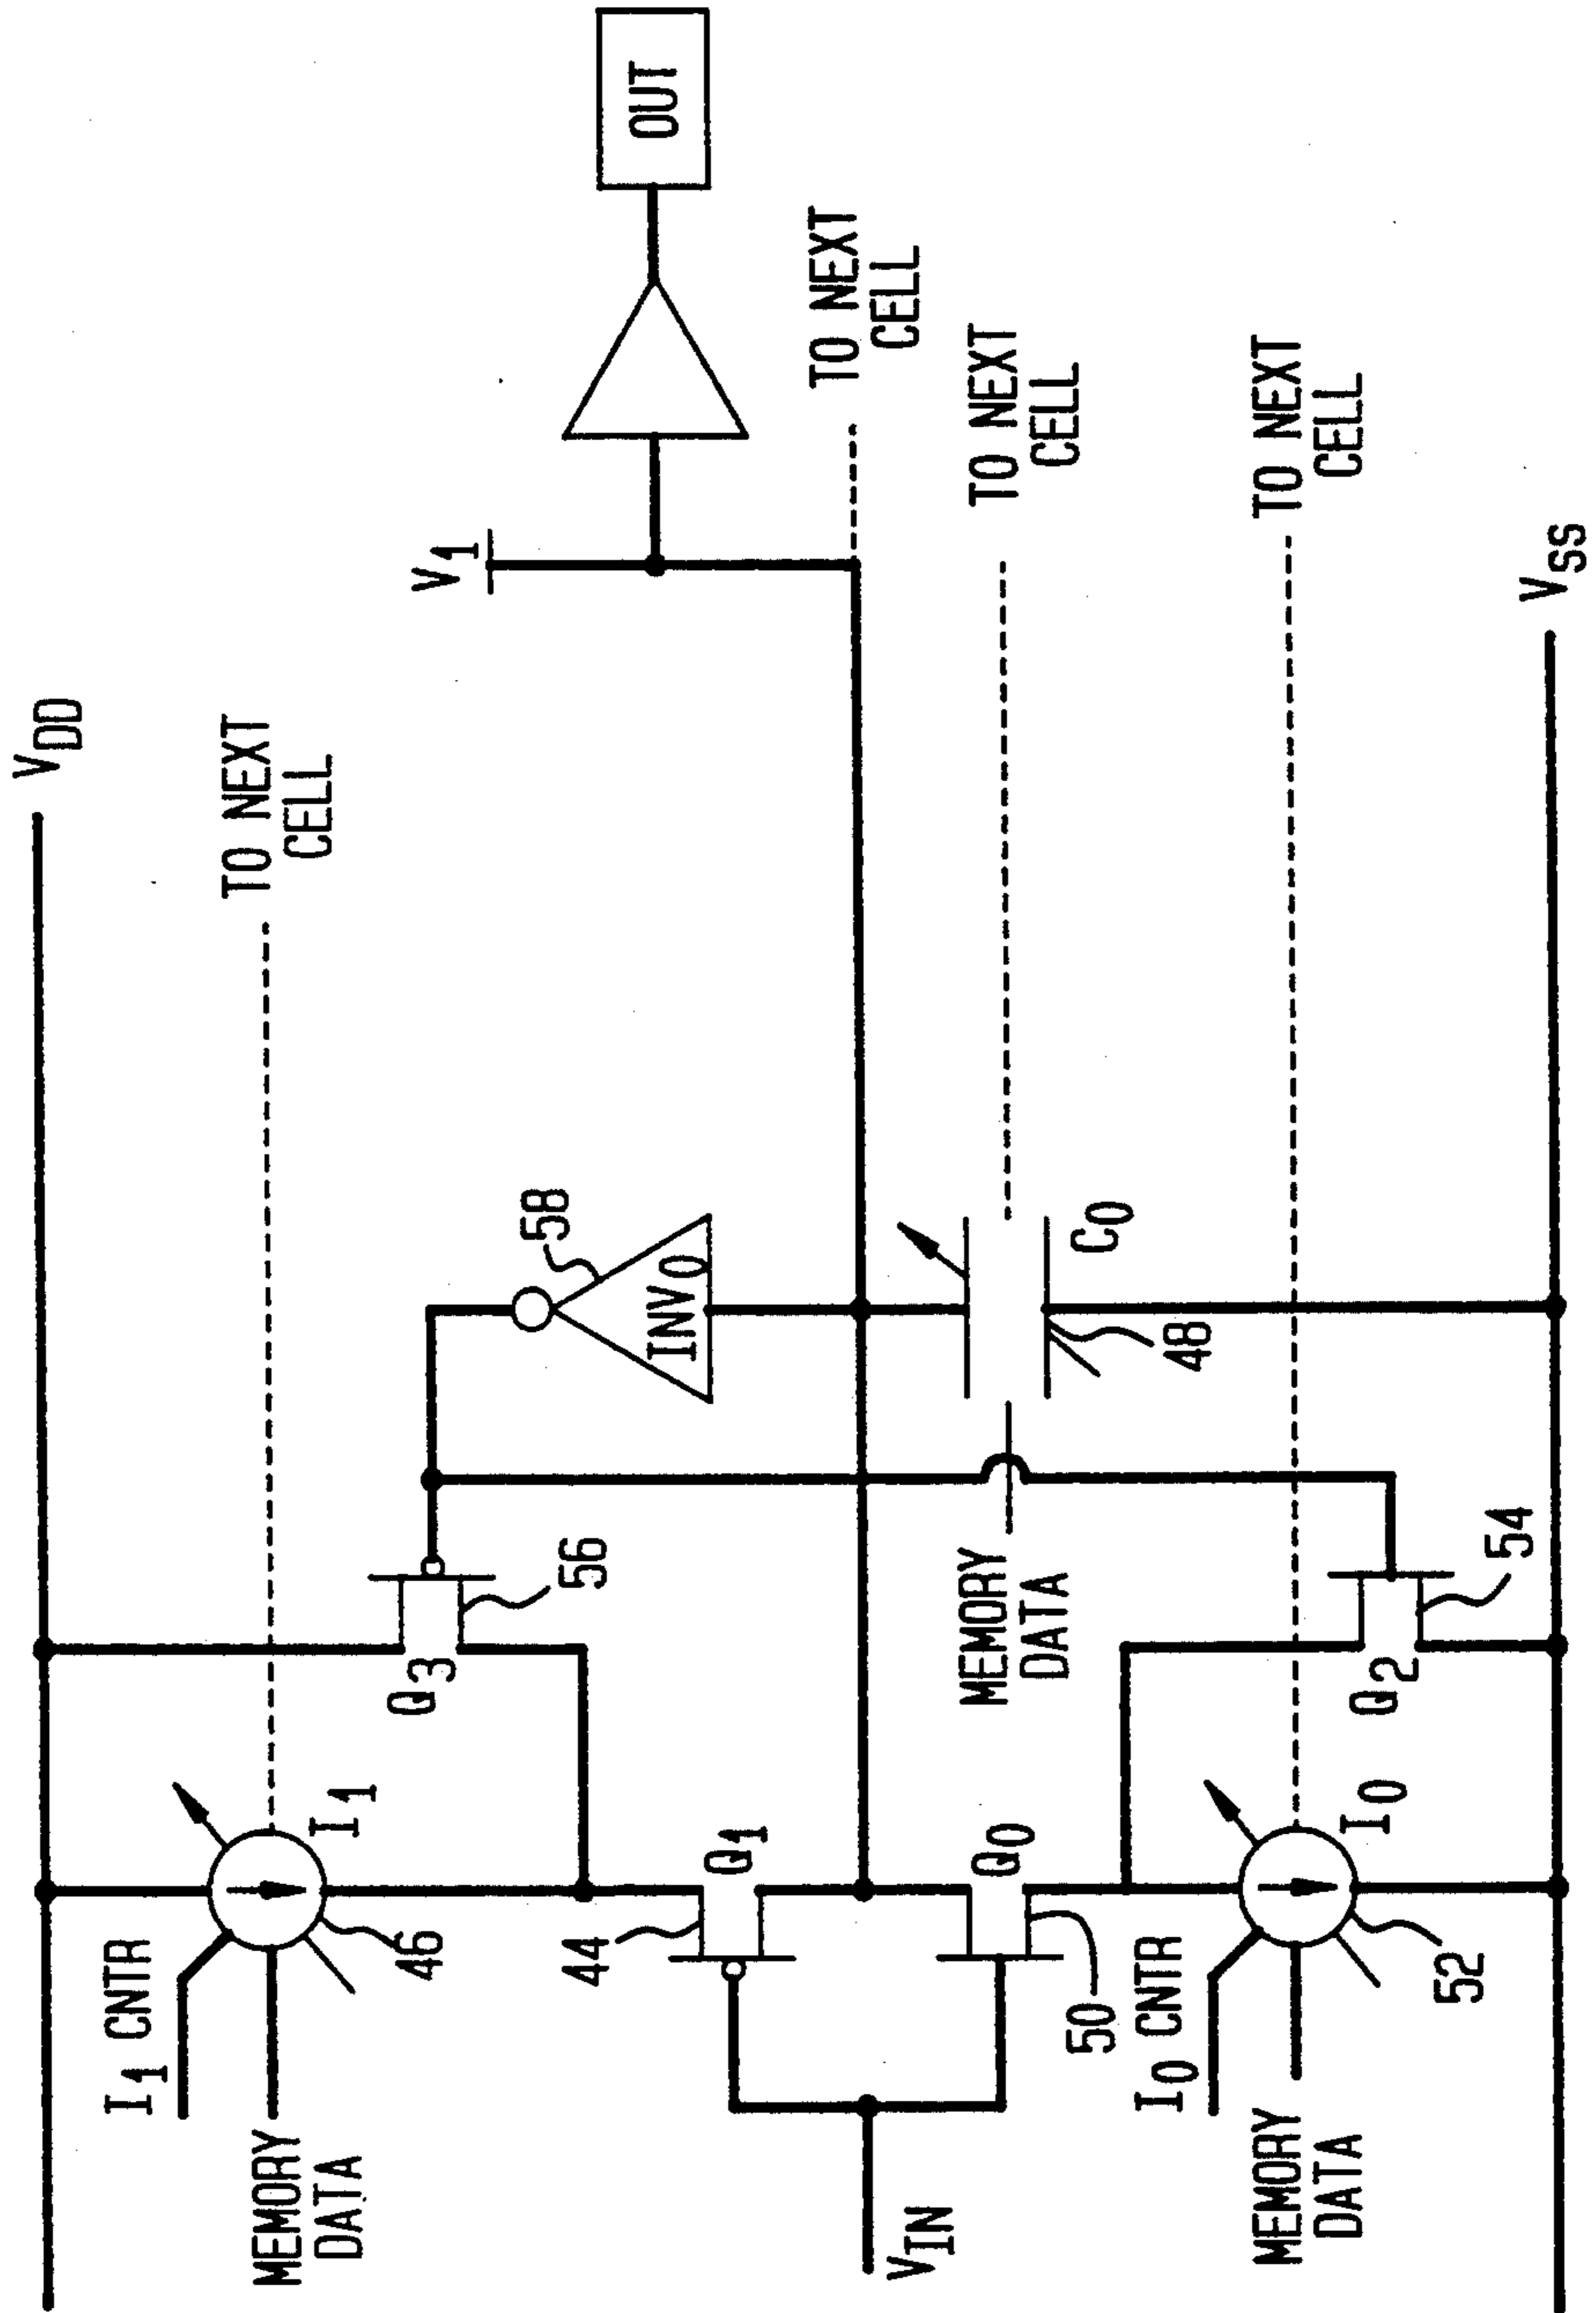 VDD
I1 CNTR
MEMORY
DATA
I1
46
TO NEXT
CELL
Q3
56
58
INV0
V1
OUT
44
Q1
VIN
TO NEXT
CELL
Q0
50
MEMORY
DATA
48
C0
TO NEXT
CELL
I0 CNTR
MEMORY
DATA
I0
52
Q2
54
TO NEXT
CELL
VSS